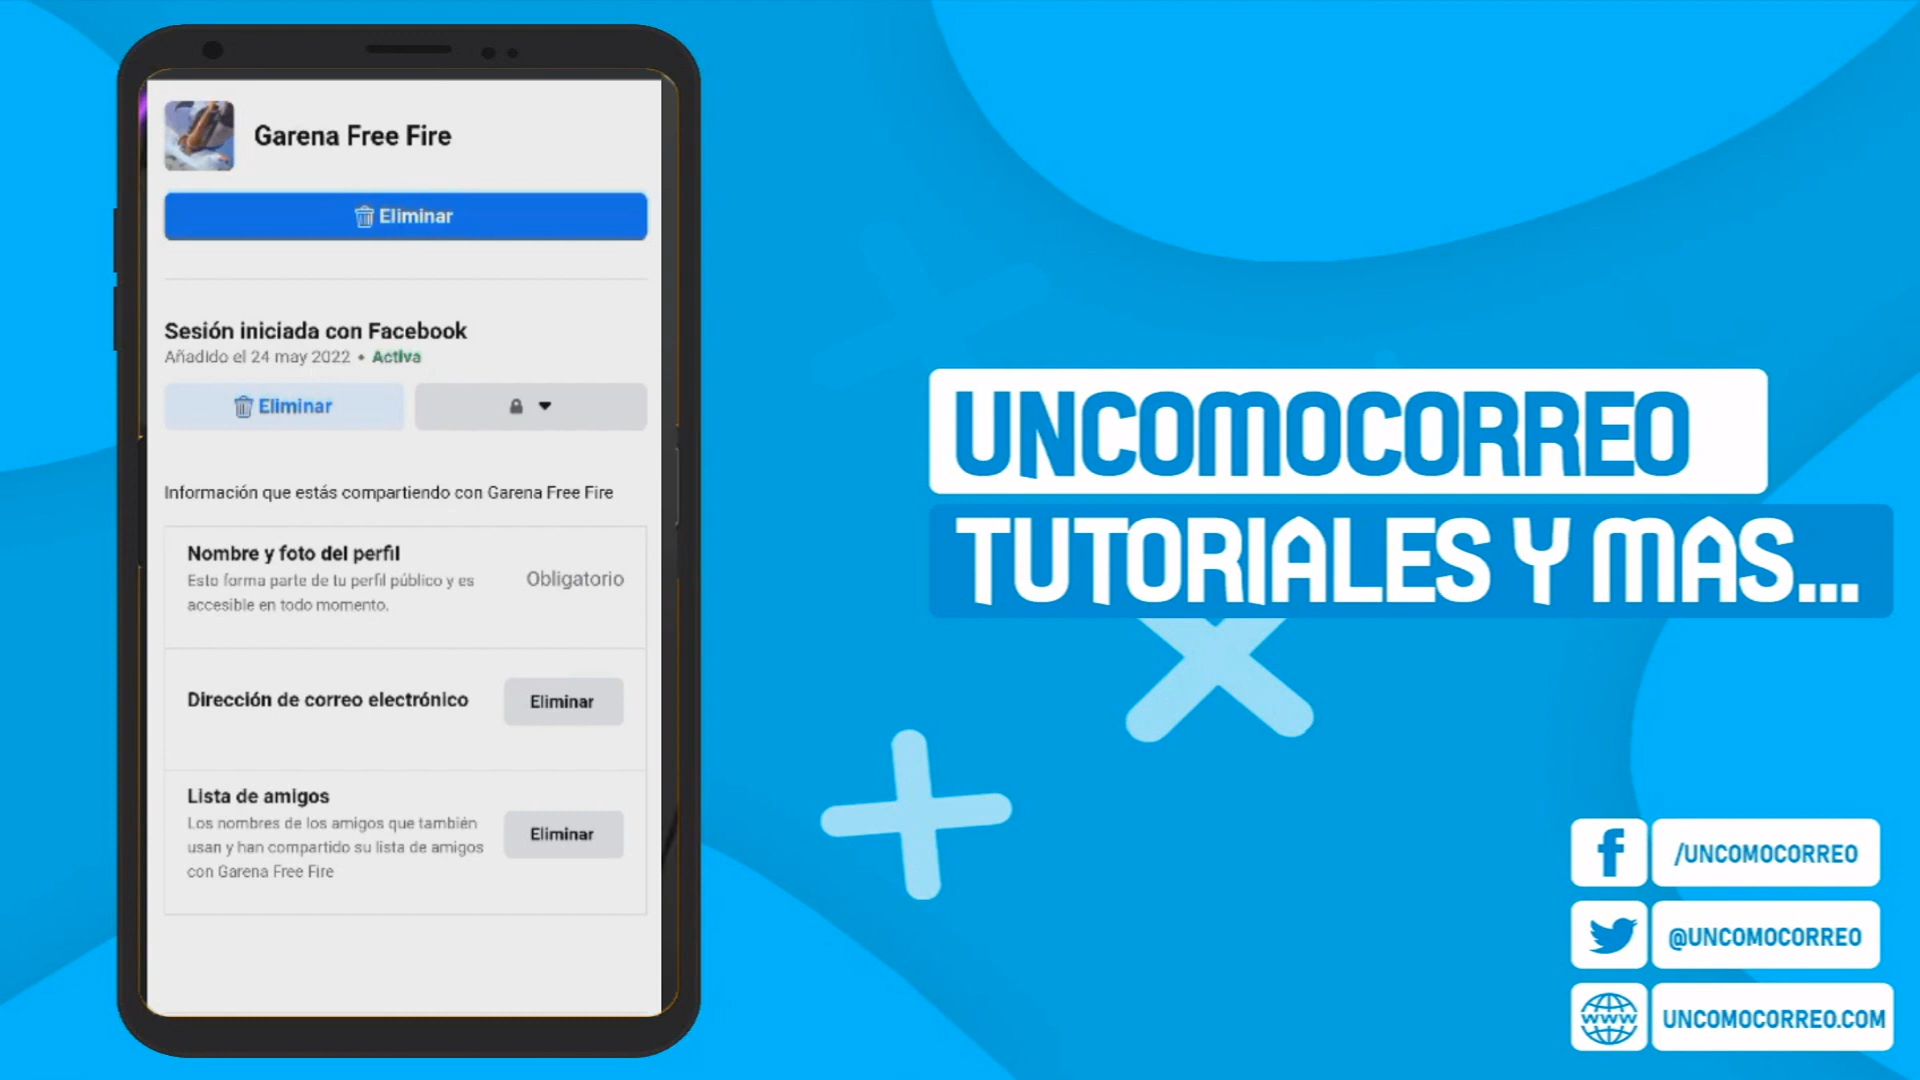 Garena Free Fire
Eliminar
Sesión iniciada con Facebook
Añadido el 24 may 2022 • Activa
Eliminar
Información que estás compartiendo con Garena Free Fire
Nombre y foto del perfil
Esto forma parte de tu perfil público y es
accesible en todo momento.
Obligatorio
Dirección de correo electrónico
Eliminar
Lista de amigos
Los nombres de los amigos que también
usan y han compartido su lista de amigos
con Garena Free Fire
Eliminar
UNCOMOCORREO
TUTORIALES Y MAS...
/UNCOMOCORREO
@UNCOMOCORREO
WWW
UNCOMOCORREO.COM